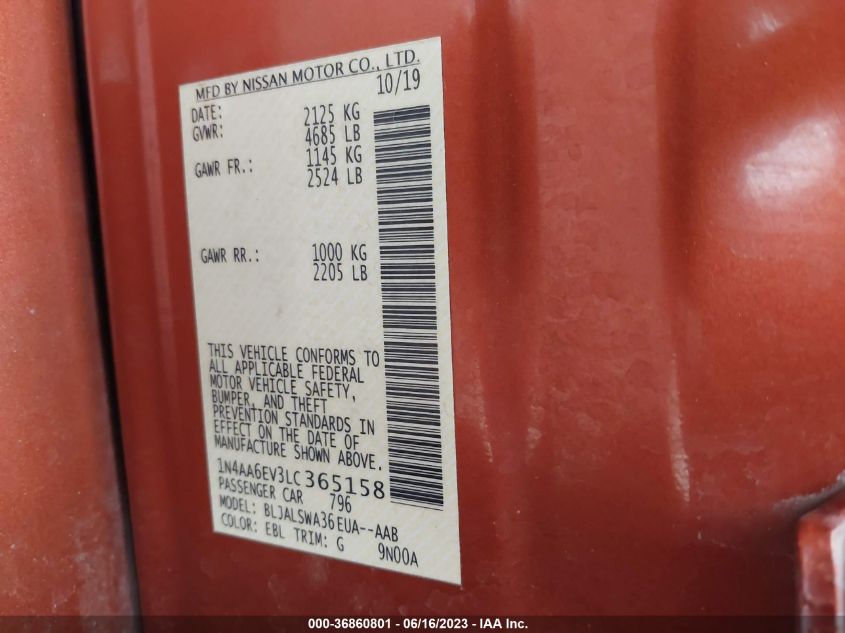 MFD BY NISSAN MOTOR CO., LTD.
DATE: 10/19
GVWR: 2125 KG
4685 LB
GAWR FR.: 1145 KG
2524 LB
GAWR RR.: 1000 KG
2205 LB
THIS VEHICLE CONFORMS TO
ALL APPLICABLE FEDERAL
MOTOR VEHICLE SAFETY,
BUMPER, AND THEFT
PREVENTION STANDARDS IN
EFFECT ON THE DATE OF
MANUFACTURE SHOWN ABOVE.
1N4AA6EV3LC365158
PASSENGER CAR 796
MODEL: BLJALSWA36EUA--AAB
COLOR: EBL TRIM: G 9N00A
000-36860801 - 06/16/2023 - IAA Inc.